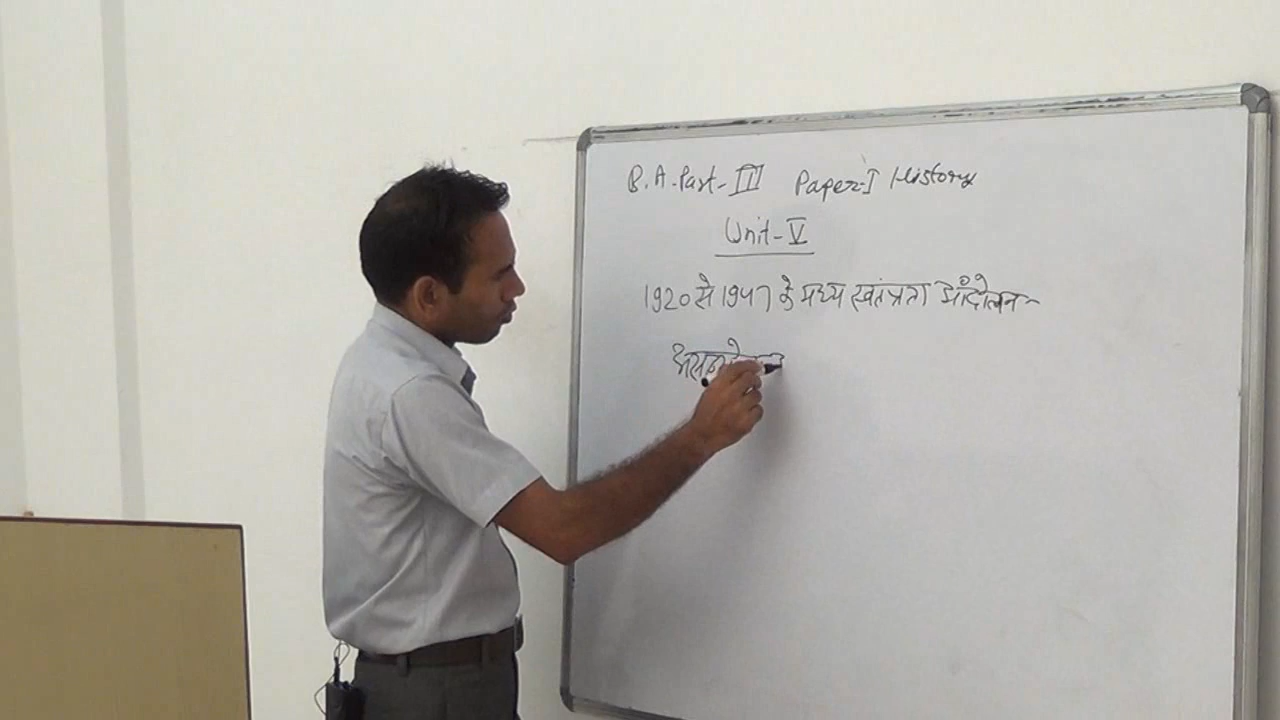 B.A. Part-III Paper-I History
Unit-V
1920 से 1947 के मध्य स्वतंत्रता आँदोलन